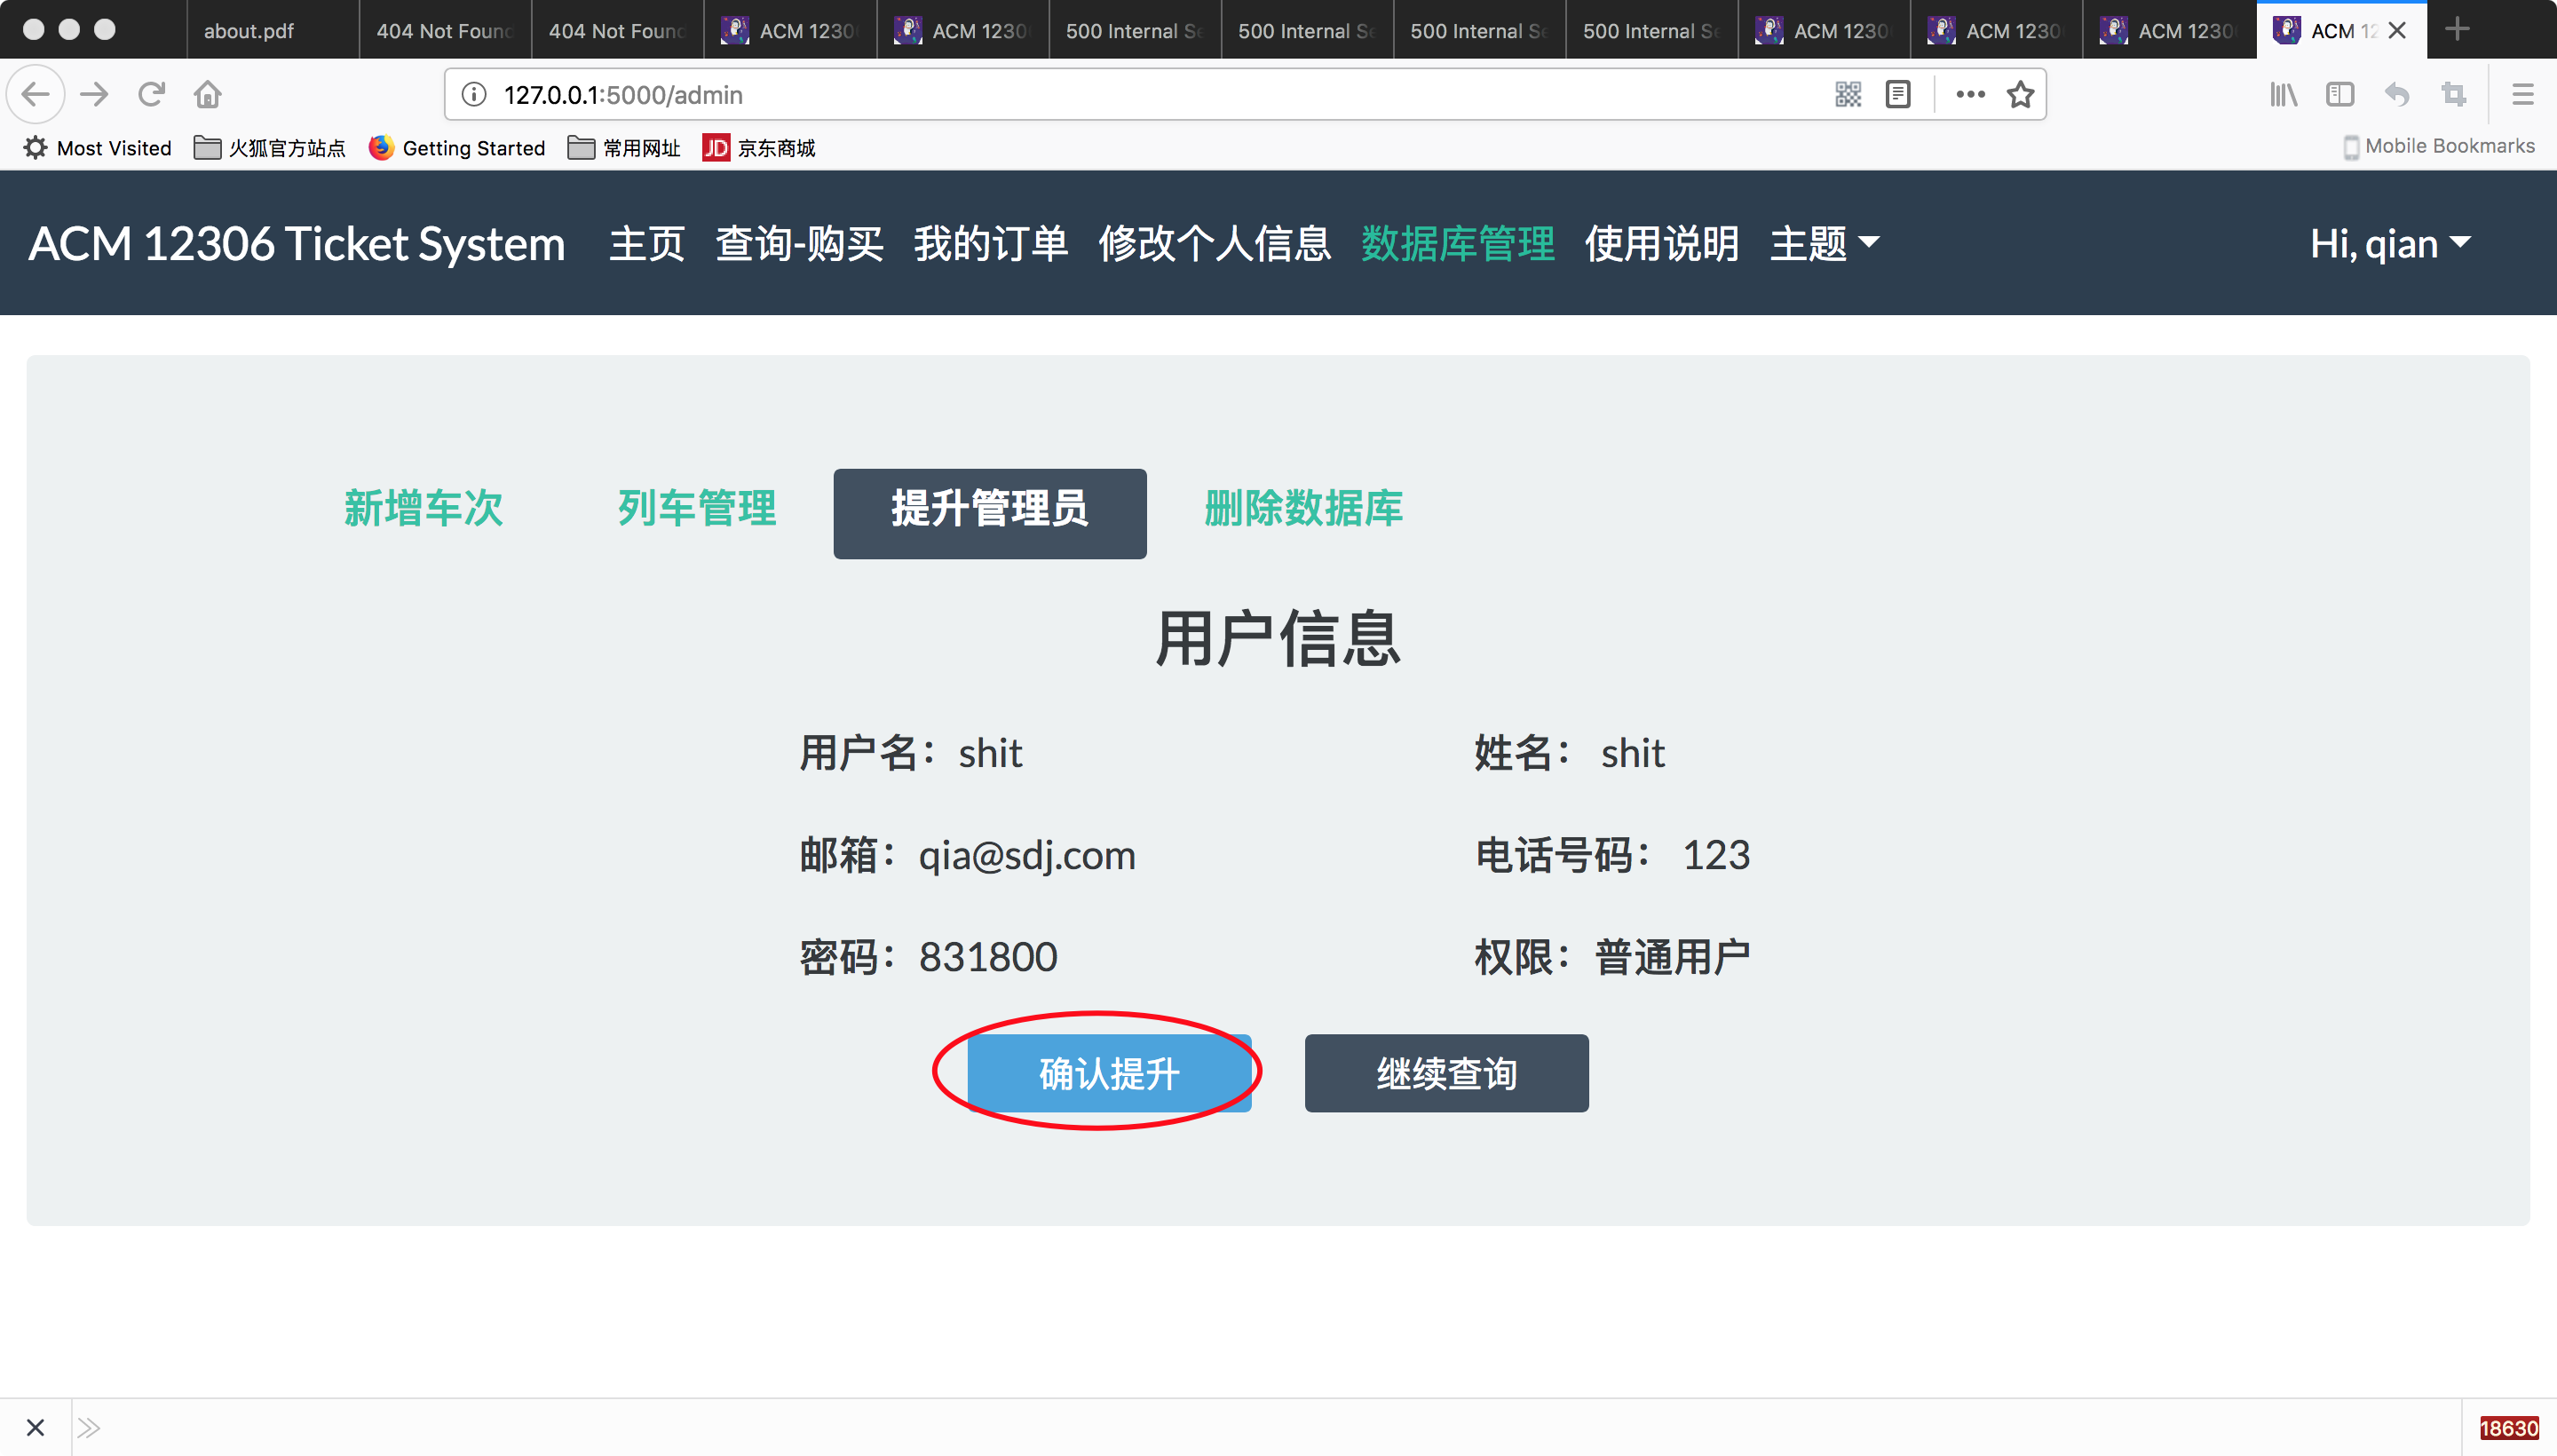 about.pdf 404 Not Found 404 Not Found ACM 1230 ACM 1230 500 Internal Se 500 Internal Se 500 Internal Se 500 Internal Se ACM 1230 ACM 1230 ACM 1230 ACM 12
127.0.0.1:5000/admin
Most Visited 火狐官方站点 Getting Started 常用网址 JD 京东商城 Mobile Bookmarks
ACM 12306 Ticket System 主页 查询-购买 我的订单 修改个人信息 数据库管理 使用说明 主题 Hi, qian
新增车次 列车管理 提升管理员 删除数据库
用户信息
用户名：shit 姓名： shit
邮箱：qia@sdj.com 电话号码： 123
密码：831800 权限：普通用户
确认提升 继续查询
18630